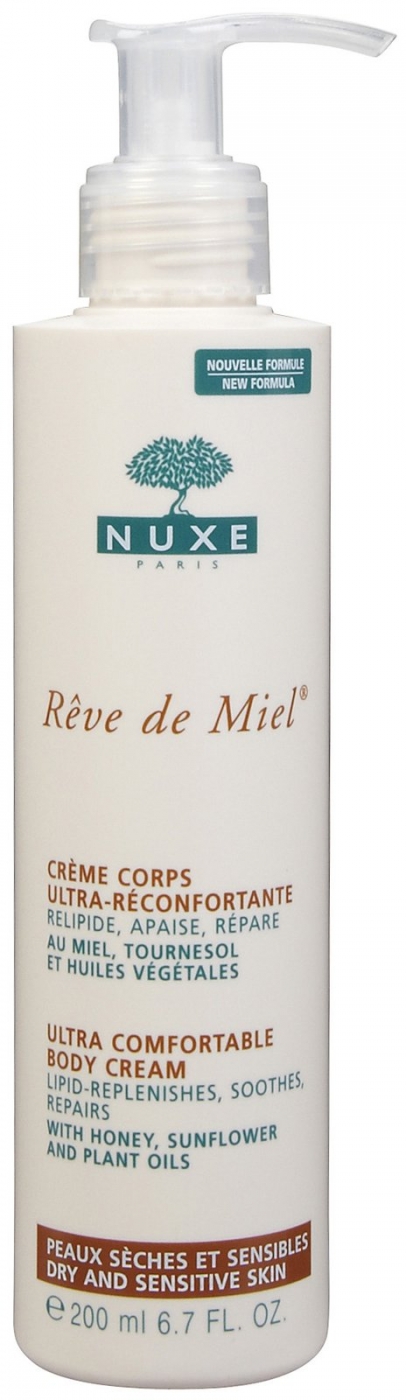 NOUVELLE FORMULE
NEW FORMULA
NUXE
PARIS
Rêve de Miel®
CRÈME CORPS
ULTRA-RÉCONFORTANTE
RELIPIDE, APAISE, RÉPARE
AU MIEL, TOURNESOL
ET HUILES VÉGÉTALES
ULTRA COMFORTABLE
BODY CREAM
LIPID-REPLENISHES, SOOTHES,
REPAIRS
WITH HONEY, SUNFLOWER
AND PLANT OILS
PEAUX SÈCHES ET SENSIBLES
DRY AND SENSITIVE SKIN
℮ 200 ml 6.7 FL. OZ.